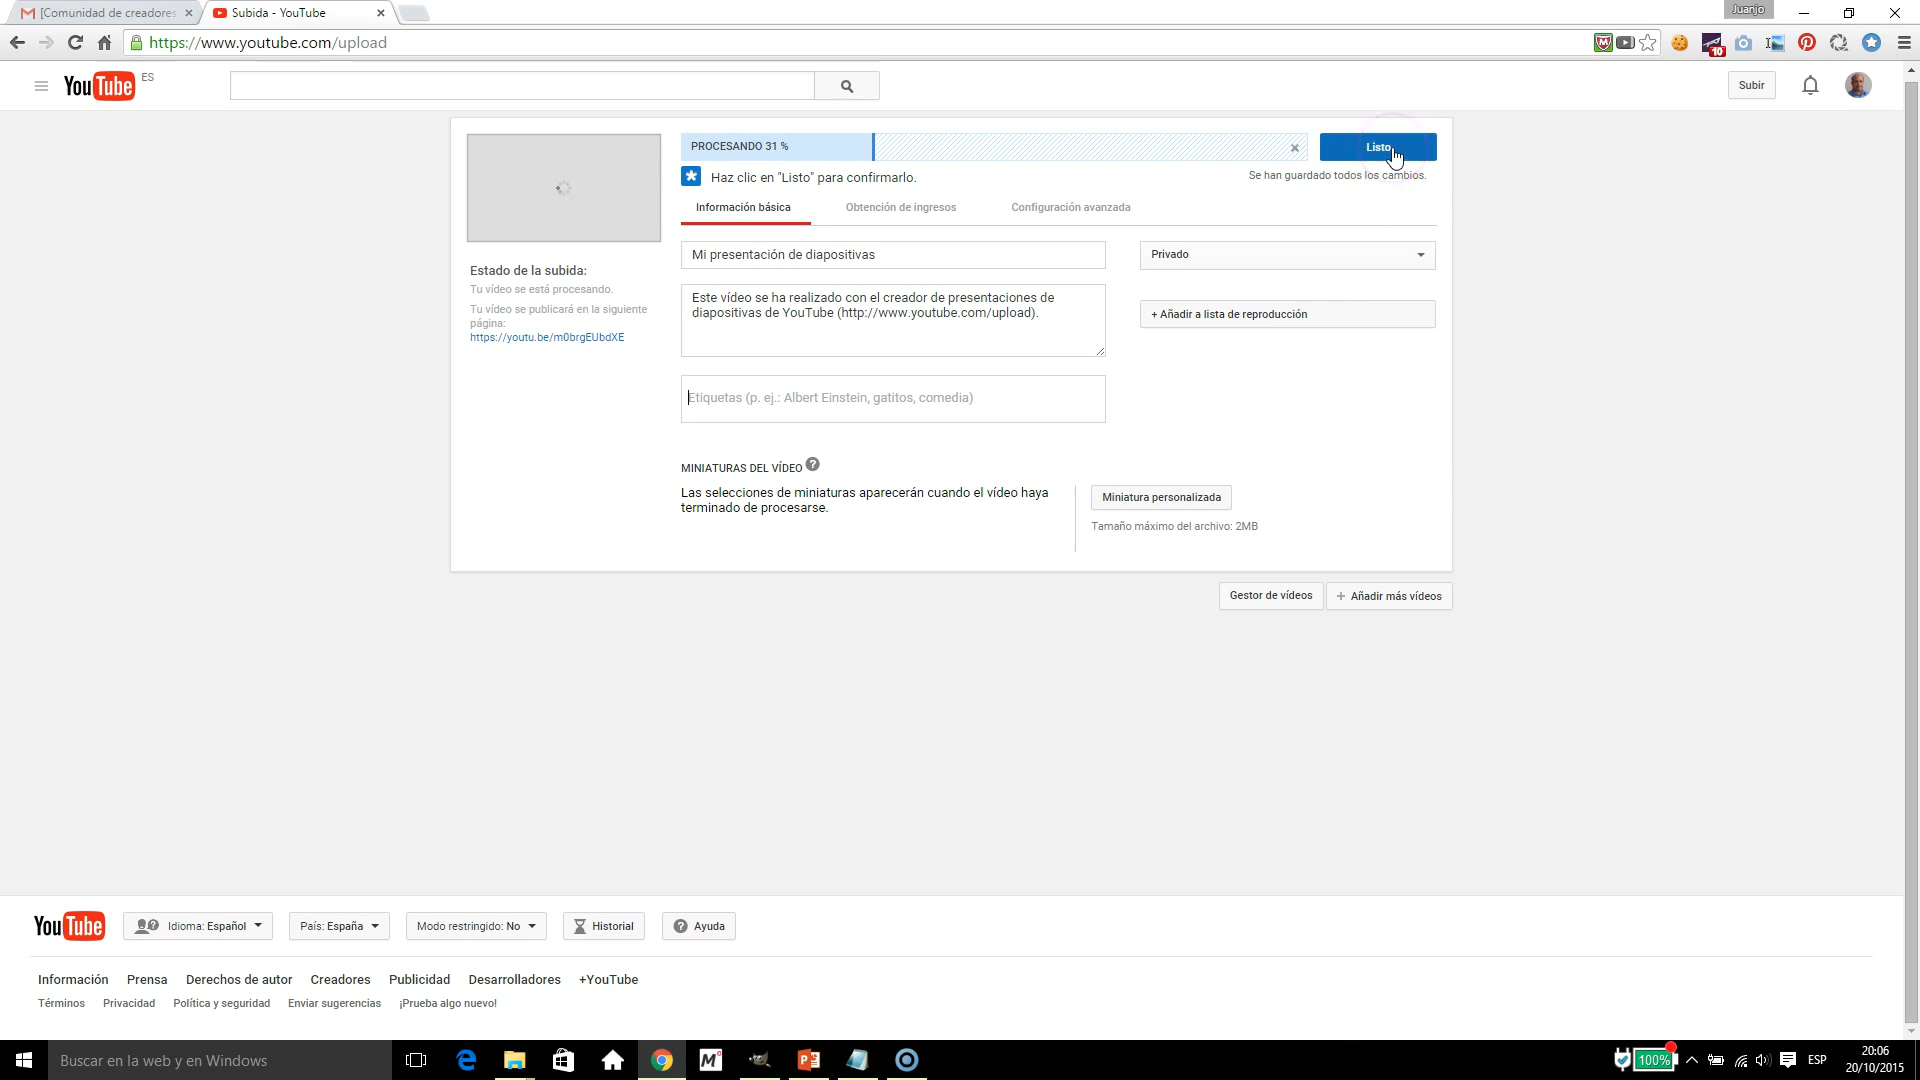 [Comunidad de creadores
Subida - YouTube
Juanjo
https://www.youtube.com/upload
10
YouTube ES
Subir
PROCESANDO 31 %
Listo
Haz clic en "Listo" para confirmarlo.
Se han guardado todos los cambios.
Información básica
Obtención de ingresos
Configuración avanzada
Mi presentación de diapositivas
Privado
Estado de la subida:
Tu vídeo se está procesando.
Tu vídeo se publicará en la siguiente
página:
https://youtu.be/m0brgEUbdXE
Este vídeo se ha realizado con el creador de presentaciones de
diapositivas de YouTube (http://www.youtube.com/upload).
+ Añadir a lista de reproducción
Etiquetas (p. ej.: Albert Einstein, gatitos, comedia)
MINIATURAS DEL VÍDEO
Las selecciones de miniaturas aparecerán cuando el vídeo haya
terminado de procesarse.
Miniatura personalizada
Tamaño máximo del archivo: 2MB
Gestor de vídeos
+ Añadir más vídeos
YouTube
Idioma: Español
País: España
Modo restringido: No
Historial
Ayuda
Información Prensa Derechos de autor Creadores Publicidad Desarrolladores +YouTube
Términos Privacidad Política y seguridad Enviar sugerencias ¡Prueba algo nuevo!
Buscar en la web y en Windows
100%
ESP
20:06
20/10/2015